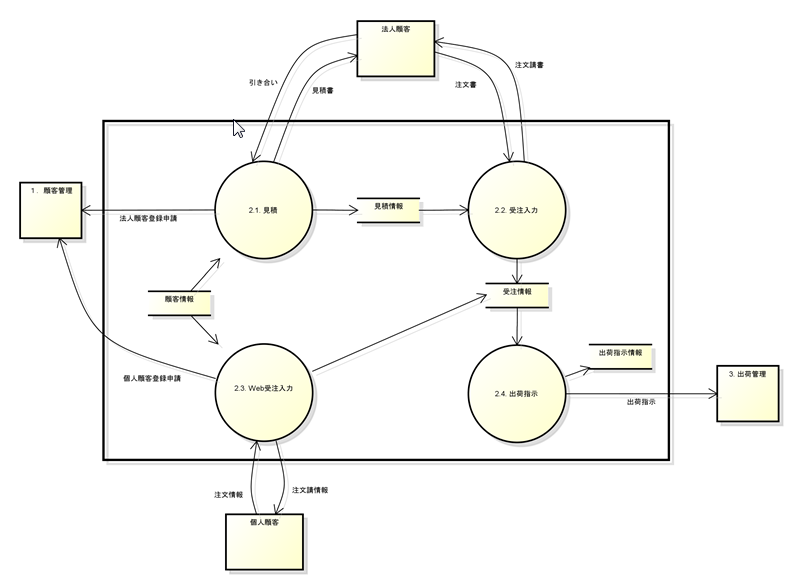 法人顧客
引き合い
見積書
注文書
注文請書
1. 顧客管理
2.1. 見積
見積情報
2.2. 受注入力
法人顧客登録申請
顧客情報
受注情報
個人顧客登録申請
2.3. Web受注入力
2.4. 出荷指示
出荷指示情報
3. 出荷管理
出荷指示
注文情報
注文請情報
個人顧客